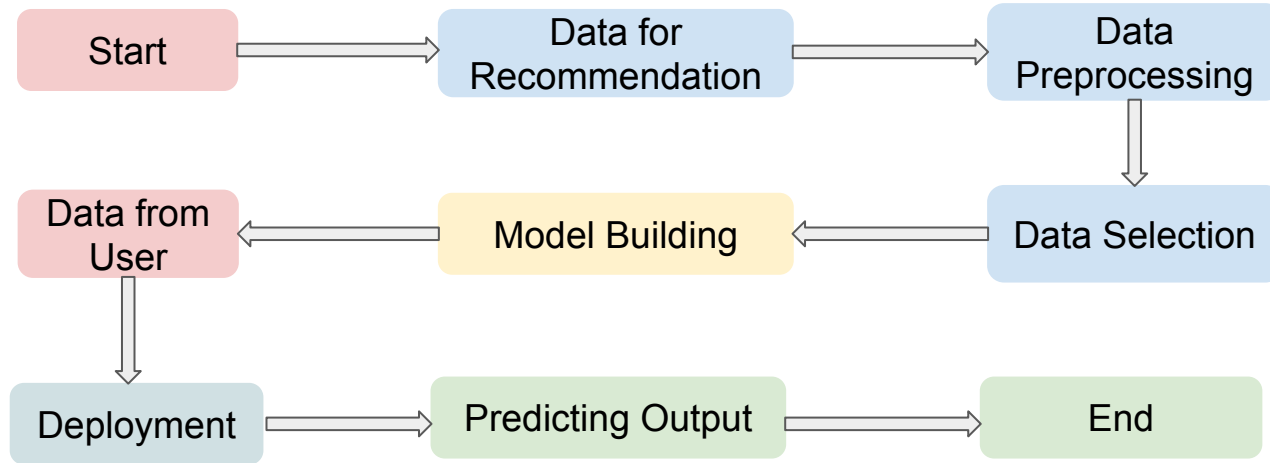 Start
Data for
Recommendation
Data
Preprocessing
Data from
User
Model Building
Data Selection
Deployment
Predicting Output
End